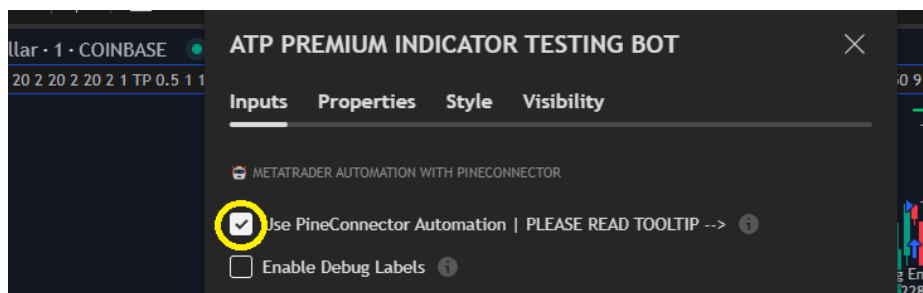 llar · 1 · COINBASE
ATP PREMIUM INDICATOR TESTING BOT
20 2 20 2 20 2 1 TP 0.5 1 1
Inputs Properties Style Visibility
METATRADER AUTOMATION WITH PINECONNECTOR
Use PineConnector Automation | PLEASE READ TOOLTIP -->
Enable Debug Labels